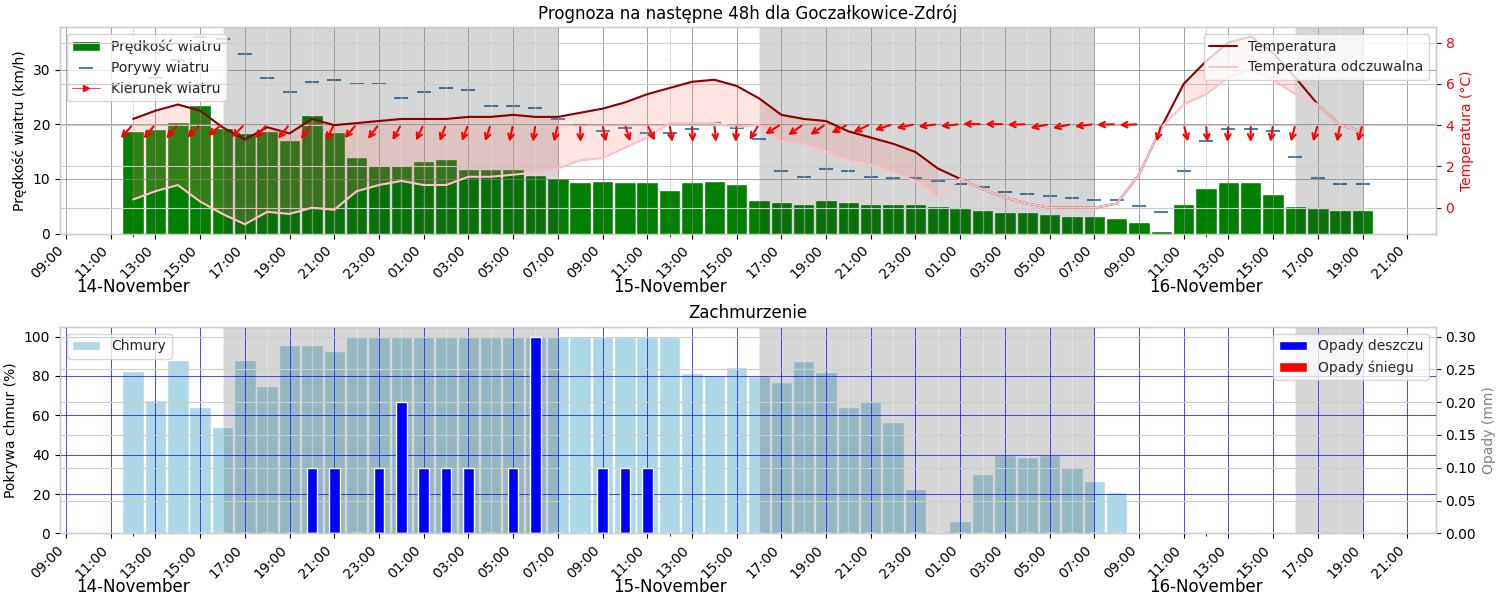 Prognoza na następne 48h dla Goczałkowice-Zdrój
Prędkość wiatru
Porywy wiatru
Kierunek wiatru
Temperatura
Temperatura odczuwalna
Prędkość wiatru (km/h)
30
20
10
0
8
6
4
2
0
Temperatura (°C)
09:00 11:00 13:00 15:00 17:00 19:00 21:00 23:00 01:00 03:00 05:00 07:00 09:00 11:00 13:00 15:00 17:00 19:00 21:00 23:00 01:00 03:00 05:00 07:00 09:00 11:00 13:00 15:00 17:00 19:00 21:00
14-November 15-November 16-November
Zachmurzenie
Chmury
Opady deszczu
Opady śniegu
Pokrywa chmur (%)
100
80
60
40
20
0
0.30
0.25
0.20
0.15
0.10
0.05
0.00
Opady (mm)
09:00 11:00 13:00 15:00 17:00 19:00 21:00 23:00 01:00 03:00 05:00 07:00 09:00 11:00 13:00 15:00 17:00 19:00 21:00 23:00 01:00 03:00 05:00 07:00 09:00 11:00 13:00 15:00 17:00 19:00 21:00
14-November 15-November 16-November